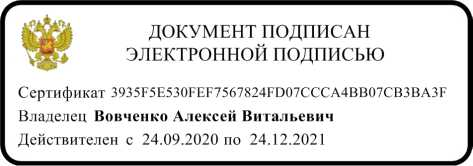 ДОКУМЕНТ ПОДПИСАН
ЭЛЕКТРОННОЙ ПОДПИСЬЮ
Сертификат 3935F5E530FEF7567824FD07CCCA4BB07CB3BA3F
Владелец Вовченко Алексей Витальевич
Действителен с 24.09.2020 по 24.12.2021